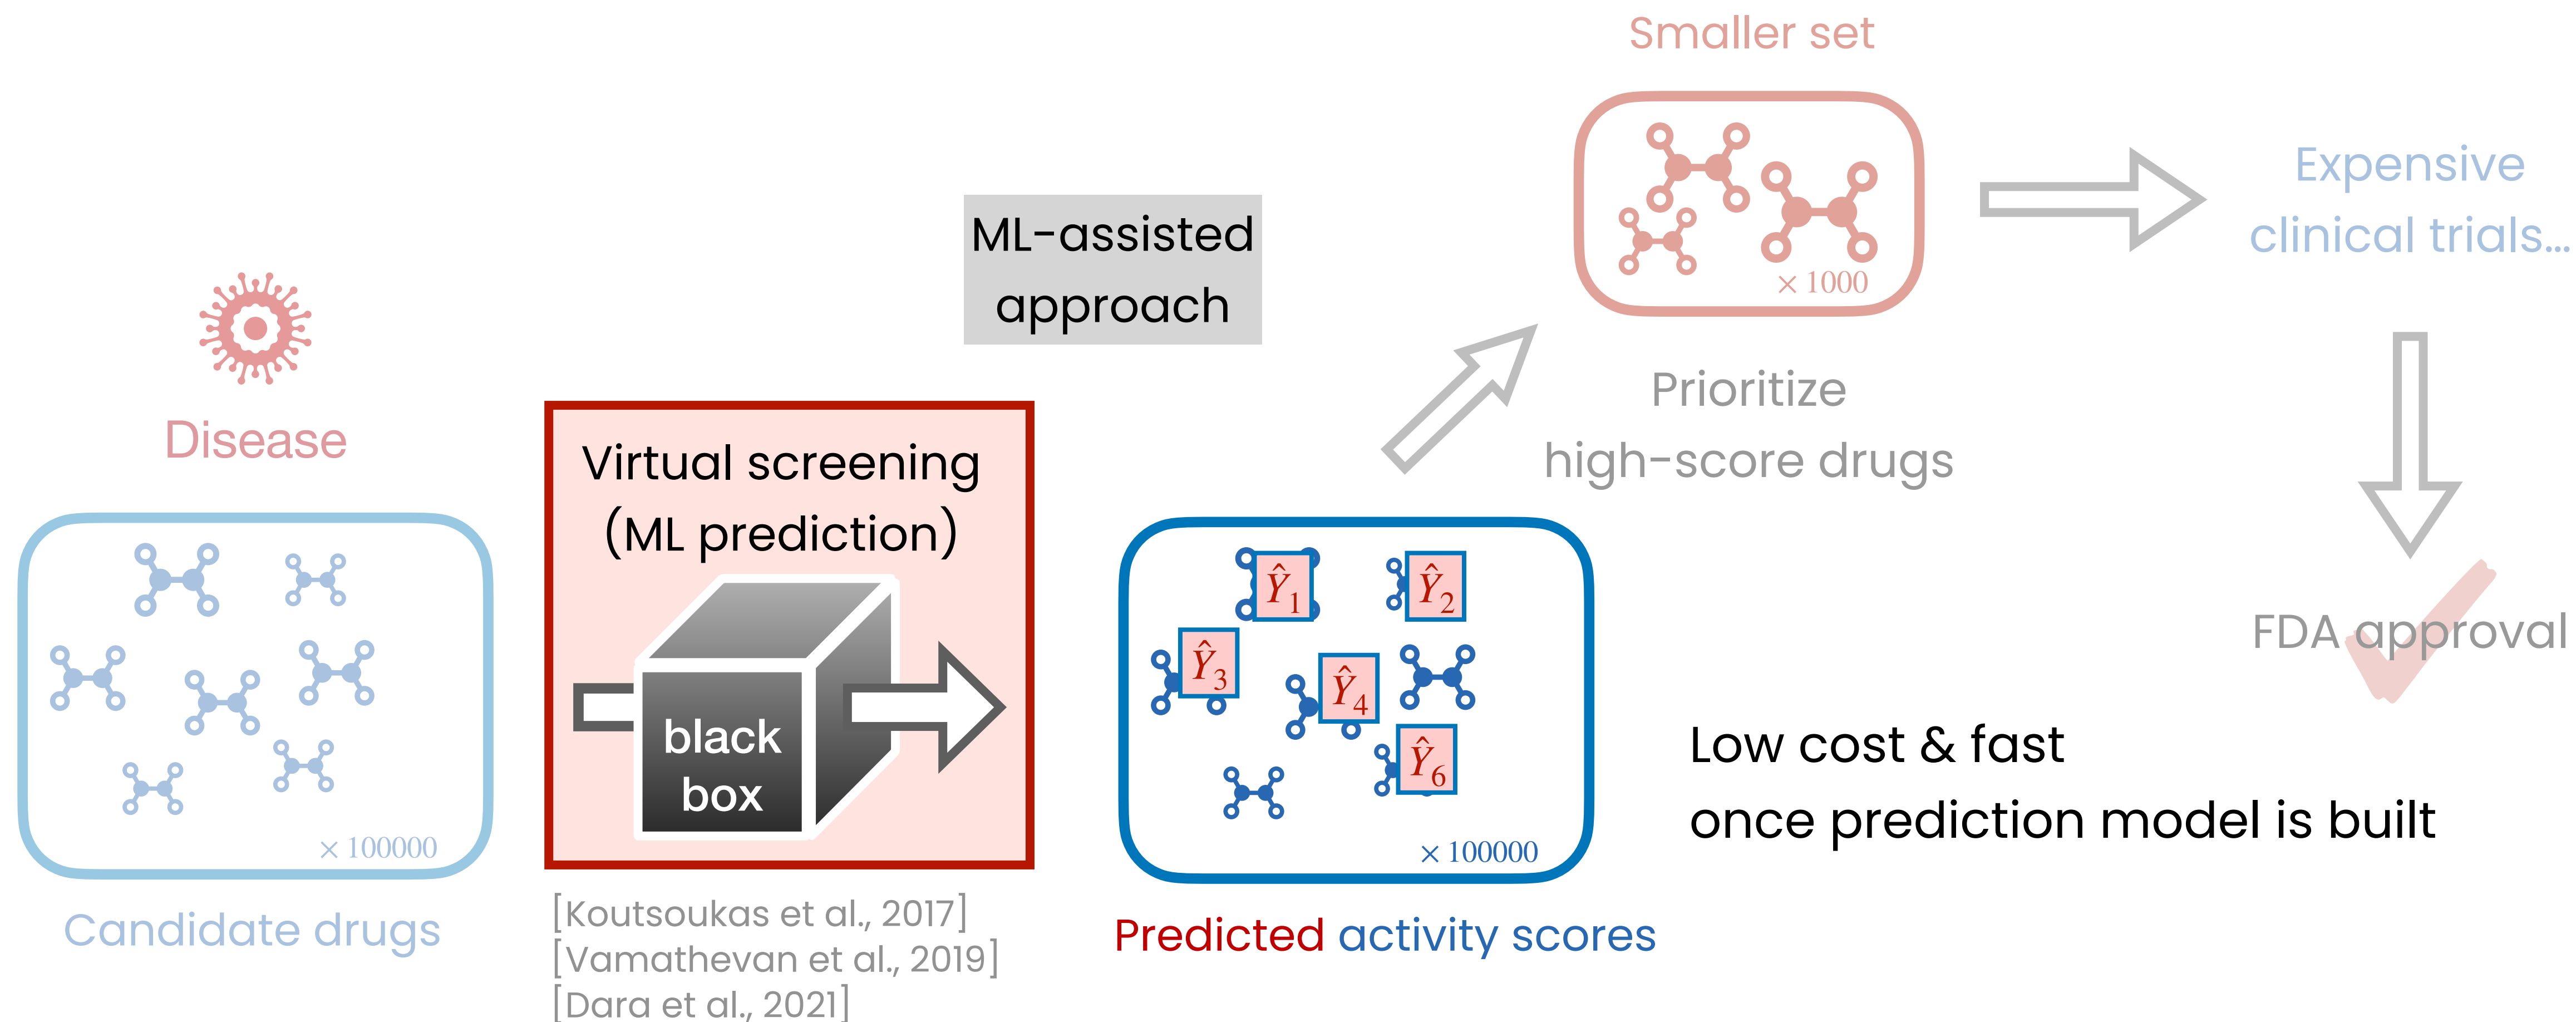 Disease
× 100000
Candidate drugs
Virtual screening
(ML prediction)
black
box
[Koutsoukas et al., 2017]
[Vamathevan et al., 2019]
[Dara et al., 2021]
ML-assisted
approach
Ŷ₁
Ŷ₂
Ŷ₃
Ŷ₄
Ŷ₆
× 100000
Predicted activity scores
Smaller set
× 1000
Prioritize
high-score drugs
Expensive
clinical trials...
FDA approval
Low cost & fast
once prediction model is built